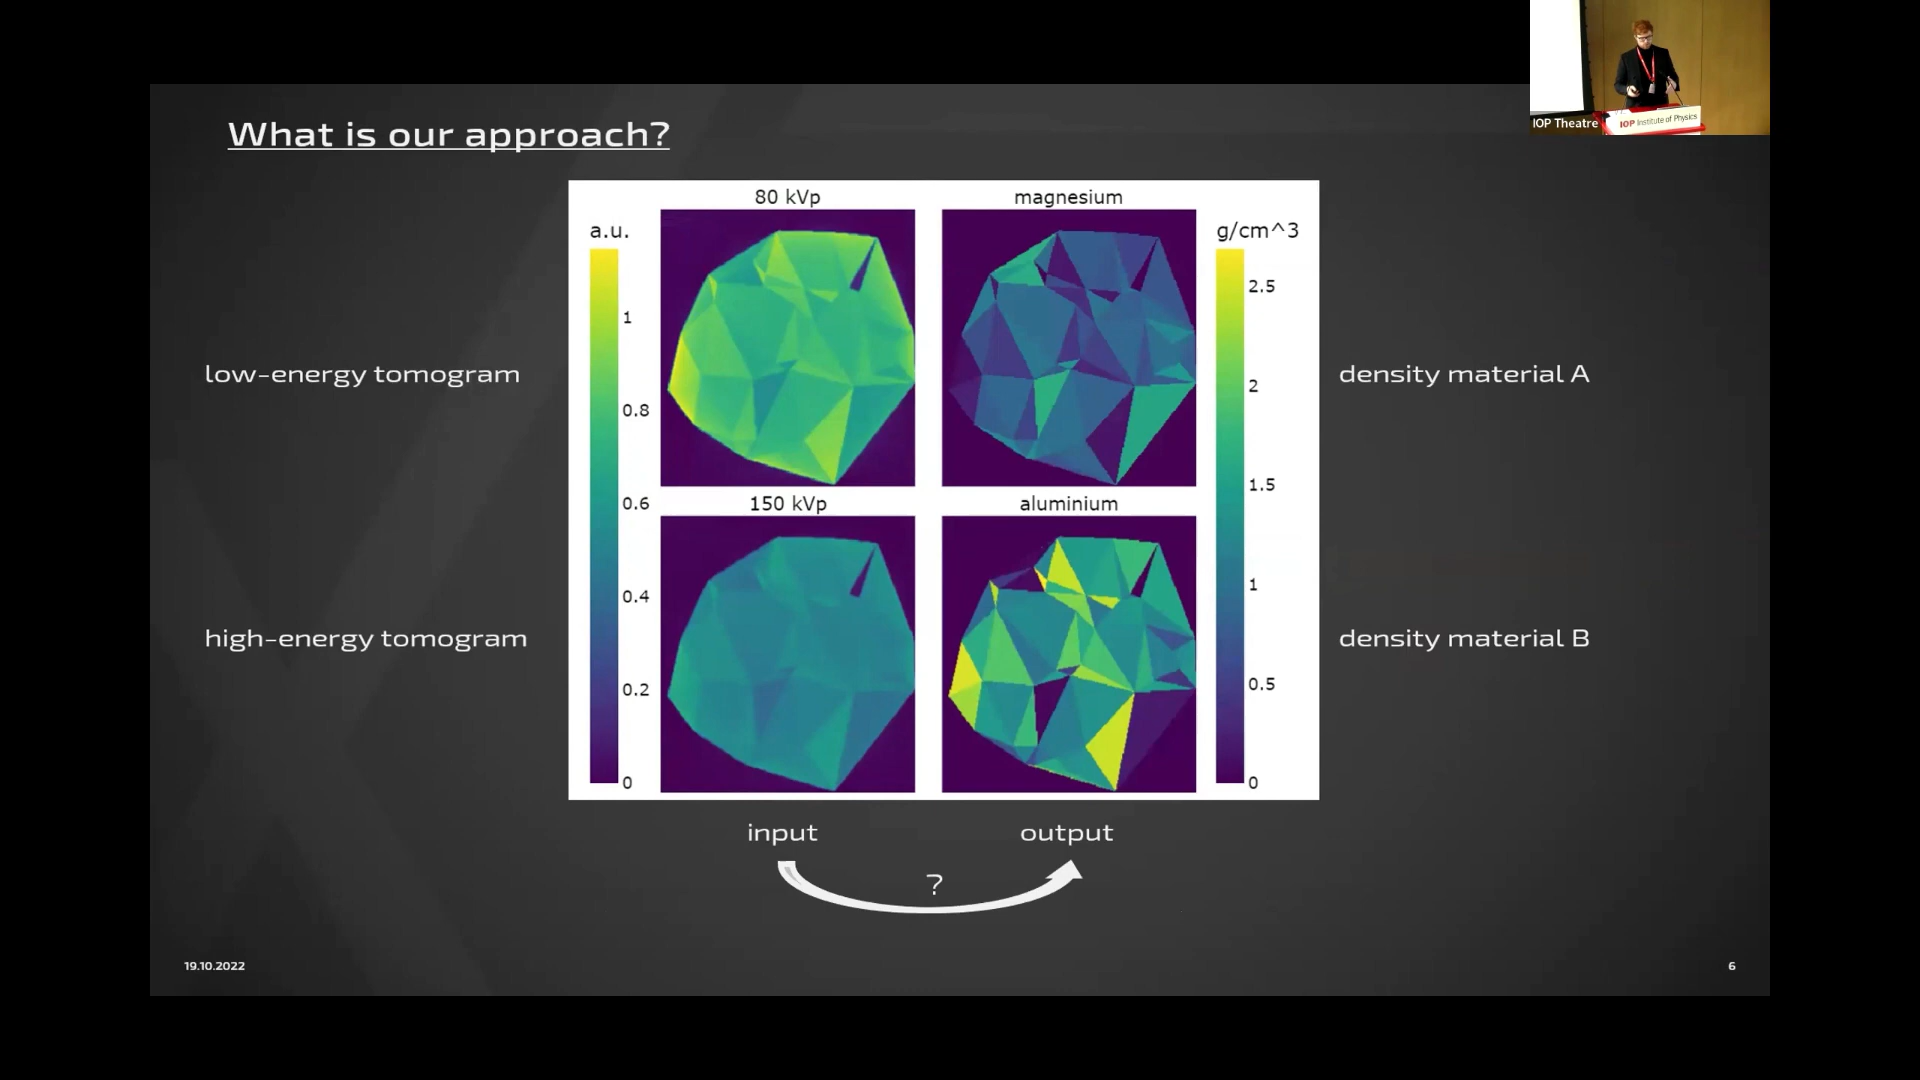 What is our approach?
IOP Theatre
IOP Institute of Physics
80 kVp
magnesium
a.u.
g/cm^3
1
0.8
0.6
0.4
0.2
0
2.5
2
1.5
1
0.5
0
low-energy tomogram
density material A
150 kVp
aluminium
high-energy tomogram
density material B
input
output
?
19.10.2022
6